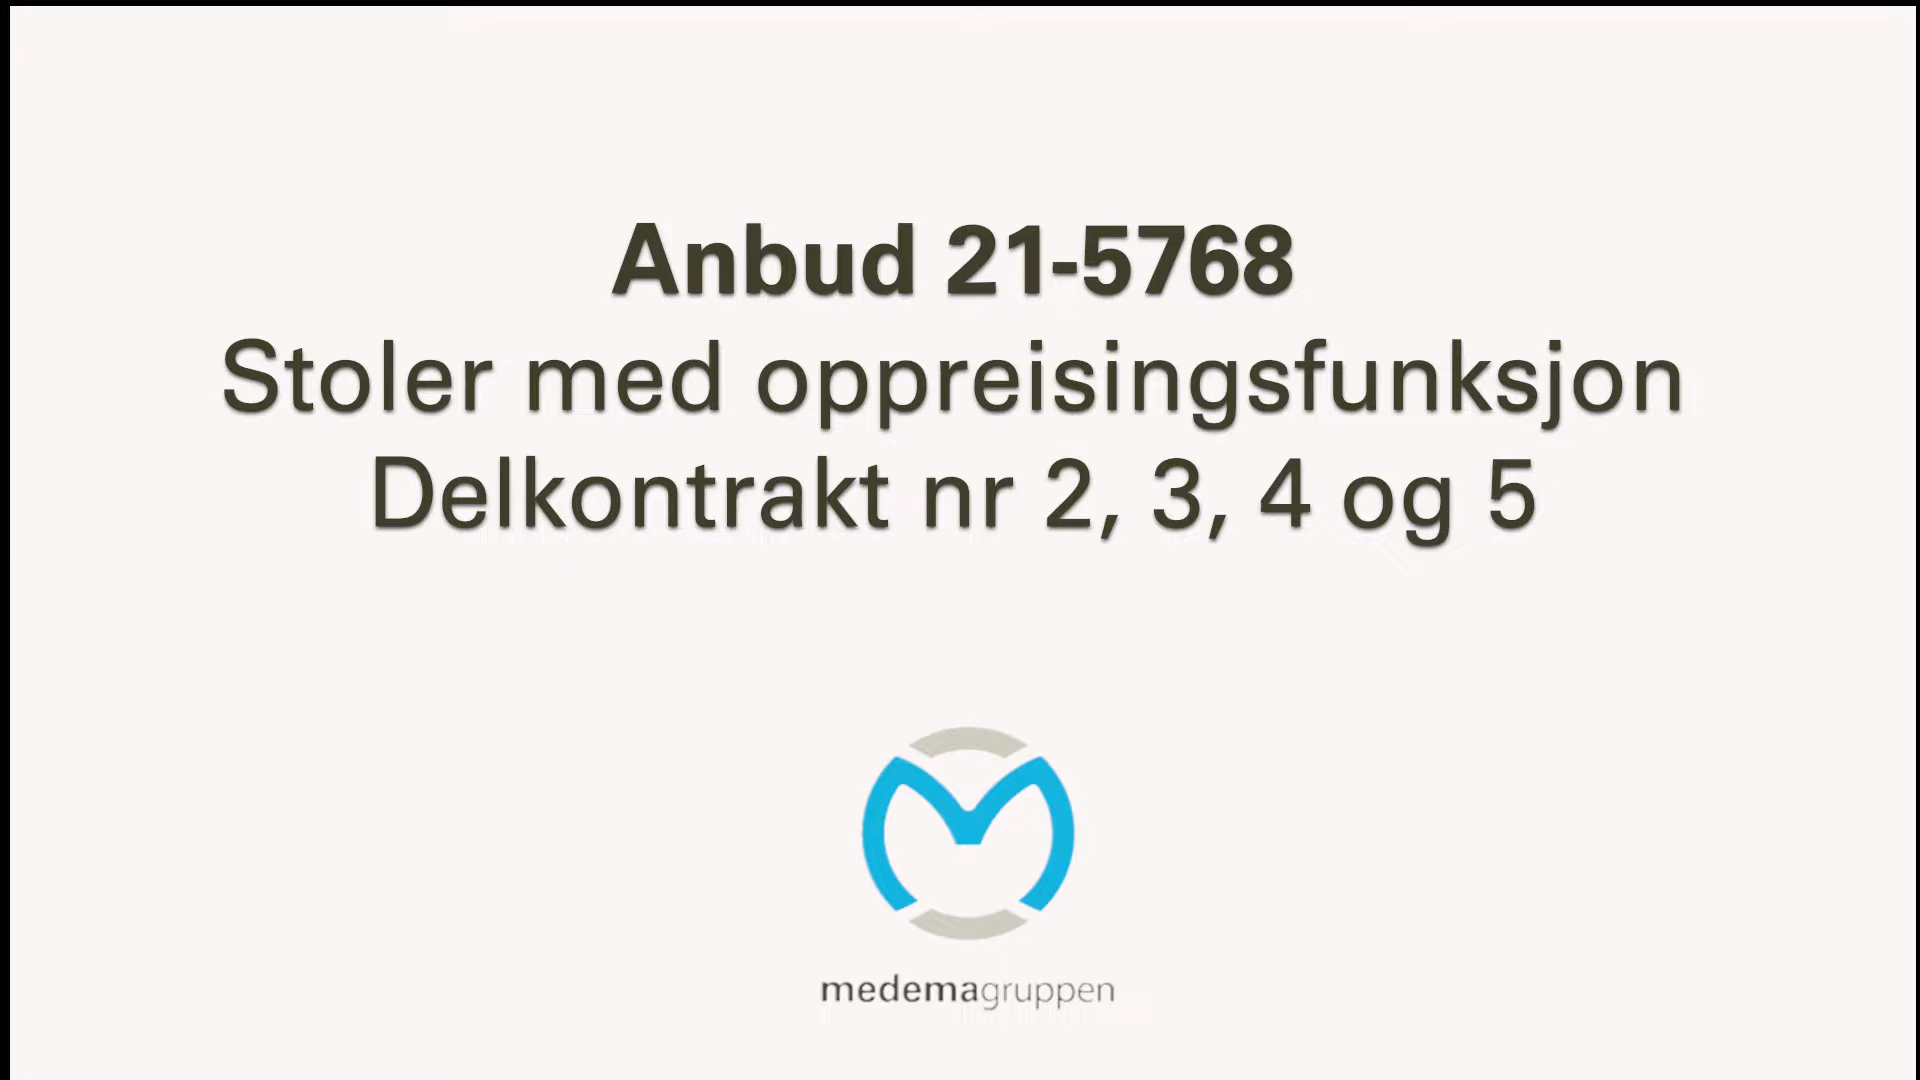 Anbud 21-5768
Stoler med oppreisingsfunksjon
Delkontrakt nr 2, 3, 4 og 5
medemagruppen